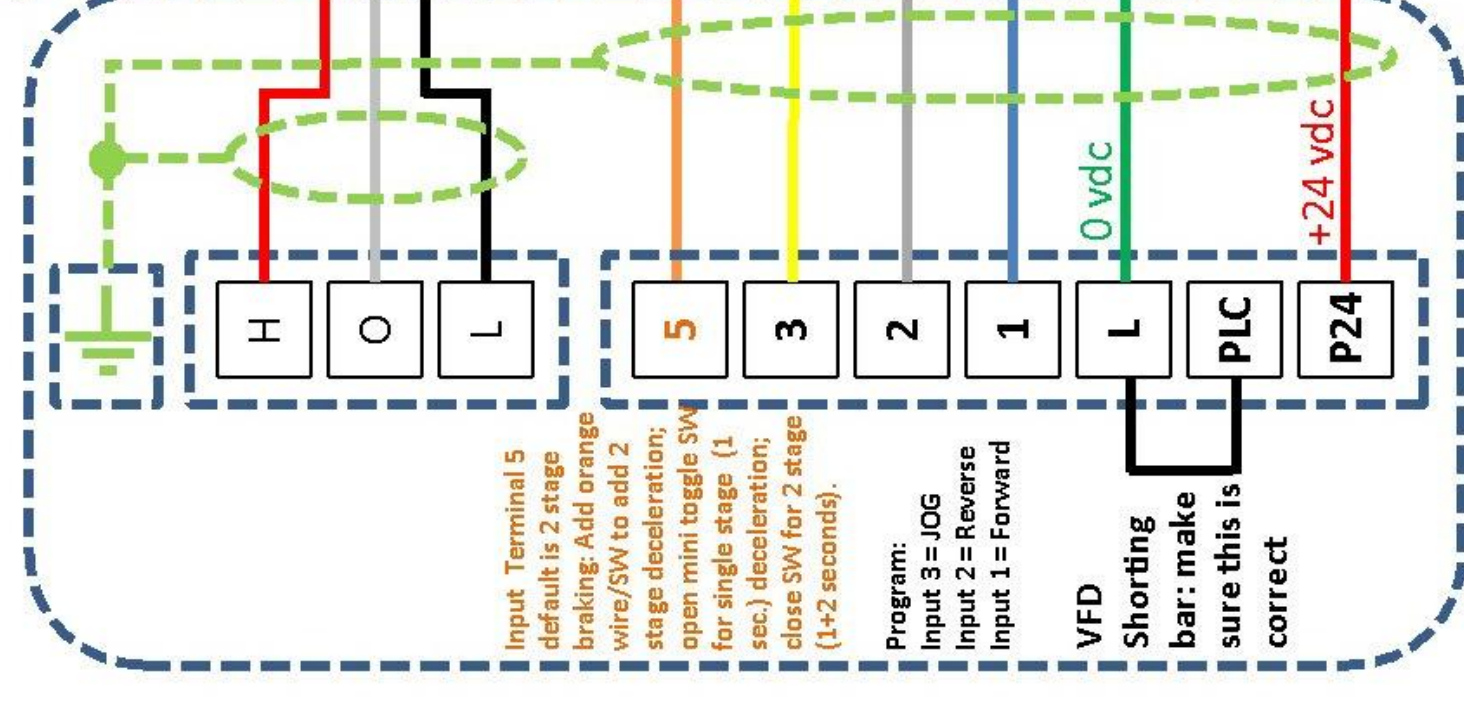 0 vdc
+24 vdc
H
O
L
5
3
2
1
L
PLC
P24
Input Terminal 5
default is 2 stage
braking: Add orange
wire/SW to add 2
stage deceleration;
open mini toggle SW
for single stage (1
sec.) deceleration;
close SW for 2 stage
(1+2 seconds).
Program:
Input 3 = JOG
Input 2 = Reverse
Input 1 = Forward
VFD
Shorting
bar: make
sure this is
correct